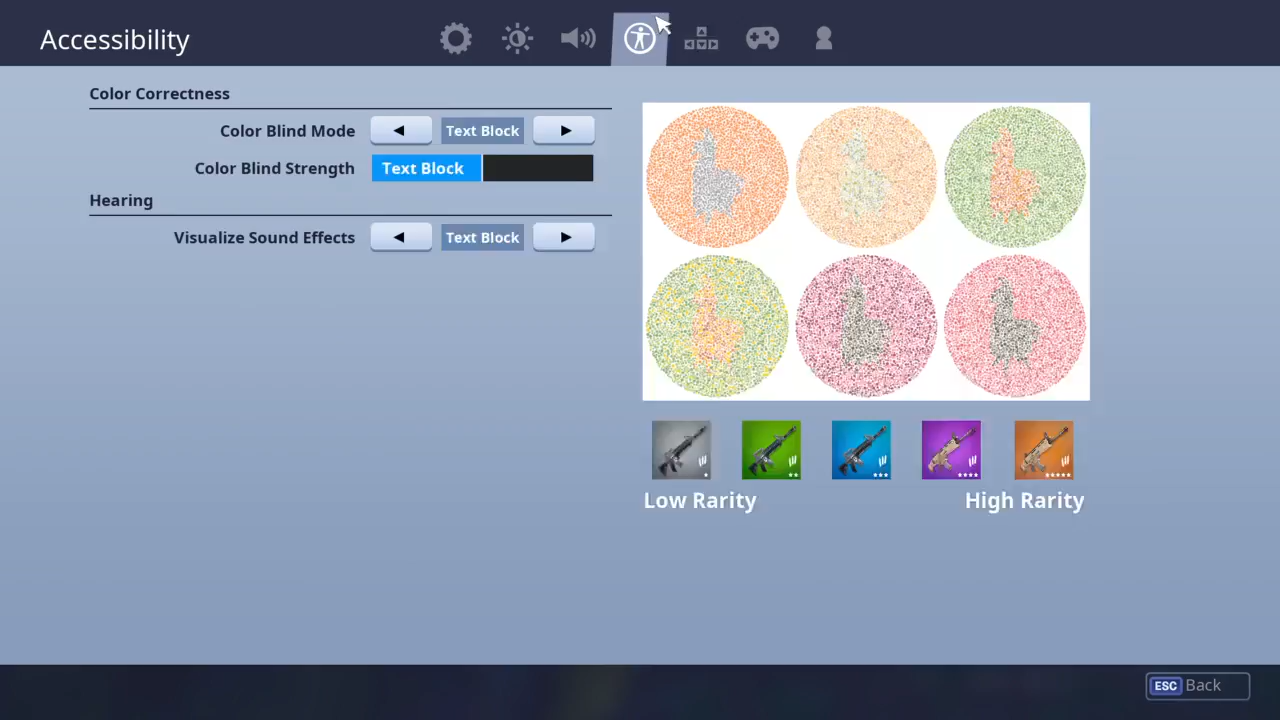 Accessibility
Color Correctness
Color Blind Mode
Text Block
Color Blind Strength
Text Block
Hearing
Visualize Sound Effects
Text Block
Low Rarity
High Rarity
ESC Back